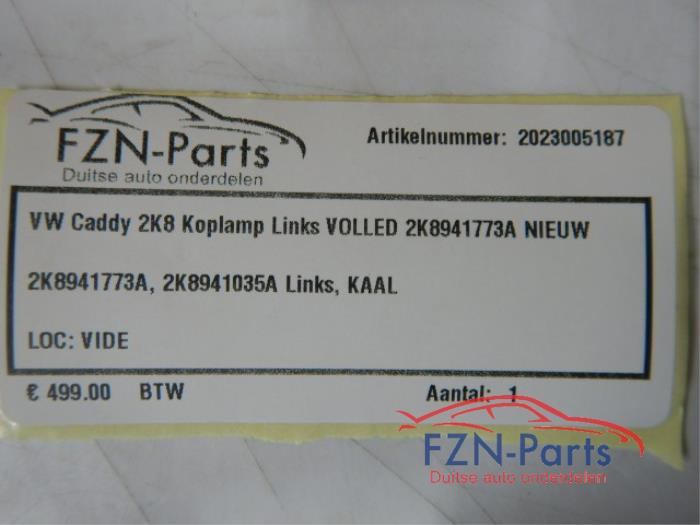 FZN-Parts
Duitse auto onderdelen
Artikelnummer: 2023005187
VW Caddy 2K8 Koplamp Links VOLLED 2K8941773A NIEUW
2K8941773A, 2K8941035A Links, KAAL
LOC: VIDE
€ 499.00 BTW Aantal: 1
FZN-Parts
Duitse auto onderdelen